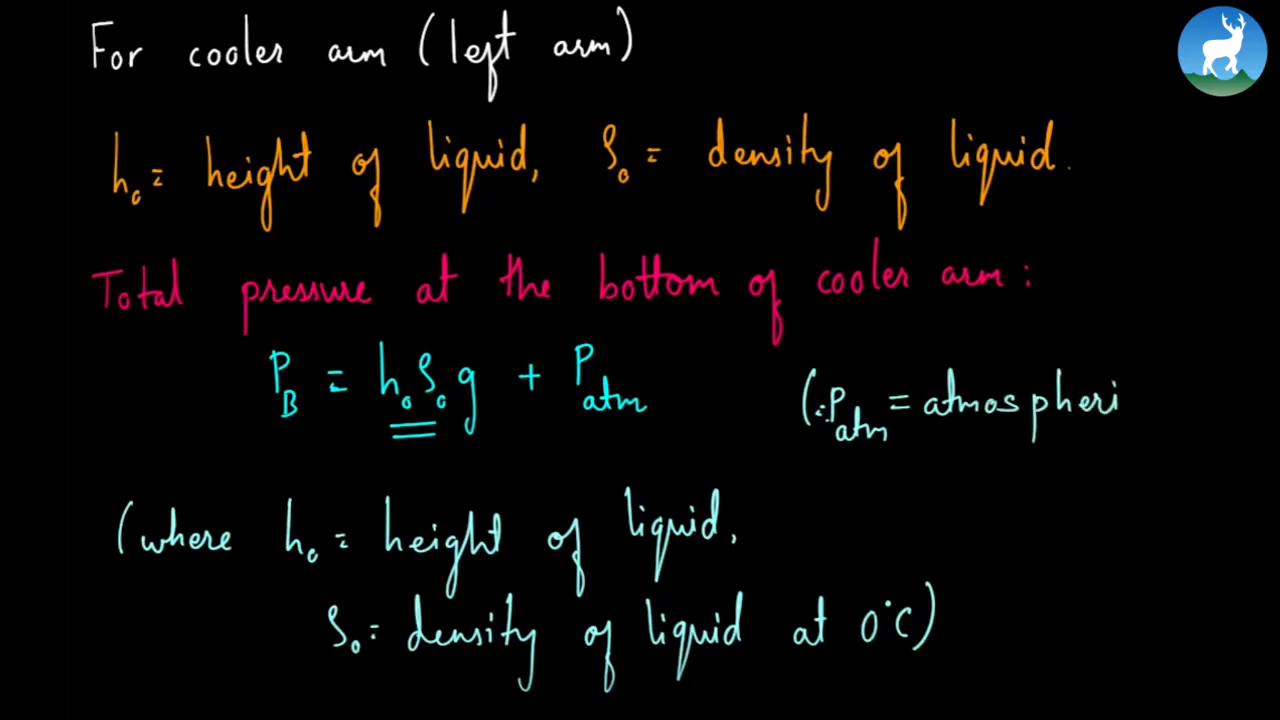 For cooler arm (left arm)
h₀ = height of liquid, ρ₀ = density of liquid.
Total pressure at the bottom of cooler arm:
P_B = h₀ρ₀g + P_atm (∵P_atm = atmospheri
(where h₀ = height of liquid,
ρ₀ = density of liquid at 0°C)